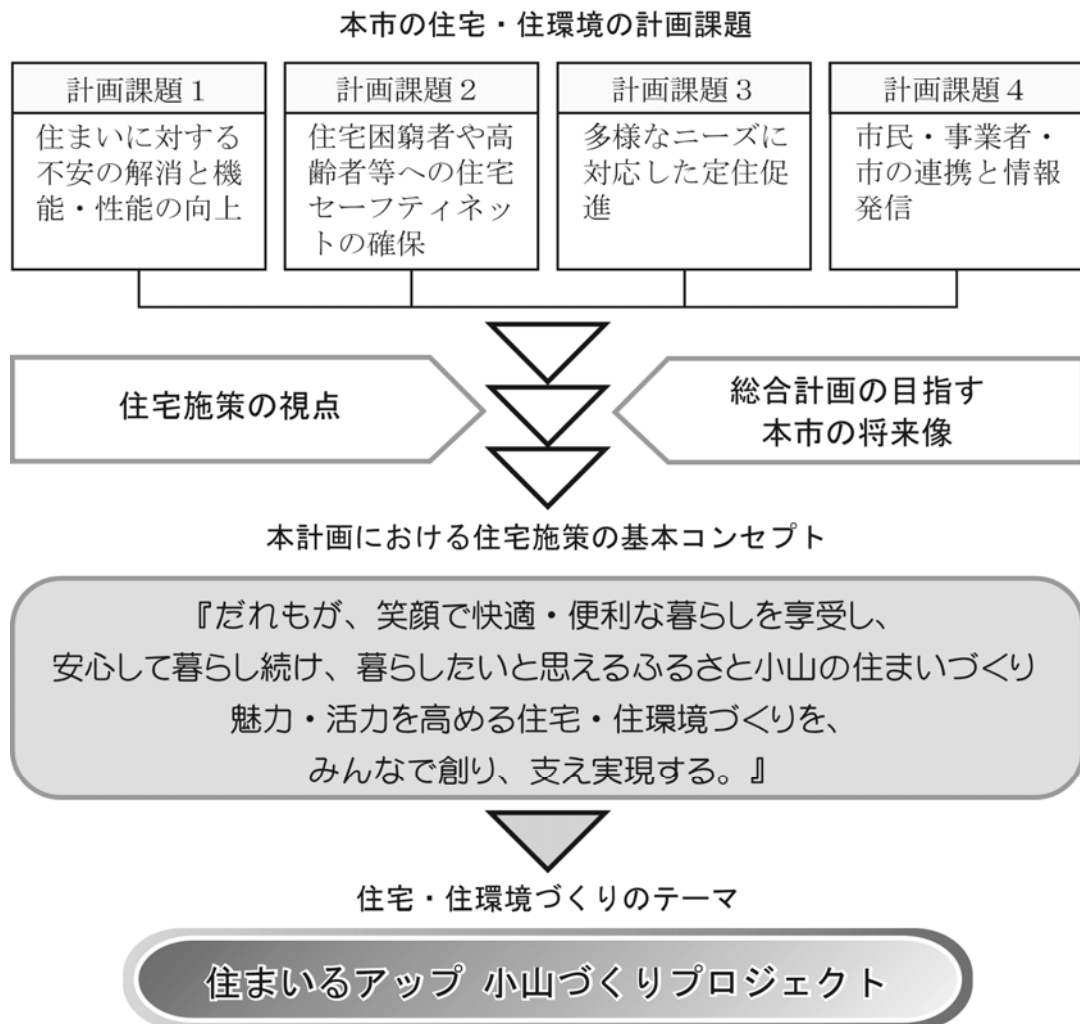 本市の住宅・住環境の計画課題
計画課題１
住まいに対する
不安の解消と機
能・性能の向上
計画課題２
住宅困窮者や高
齢者等への住宅
セーフティネッ
トの確保
計画課題３
多様なニーズに
対応した定住促
進
計画課題４
市民・事業者・
市の連携と情報
発信
住宅施策の視点
総合計画の目指す
本市の将来像
本計画における住宅施策の基本コンセプト
『だれもが、笑顔で快適・便利な暮らしを享受し、
安心して暮らし続け、暮らしたいと思えるふるさと小山の住まいづくり
魅力・活力を高める住宅・住環境づくりを、
みんなで創り、支え実現する。』
住宅・住環境づくりのテーマ
住まいるアップ 小山づくりプロジェクト